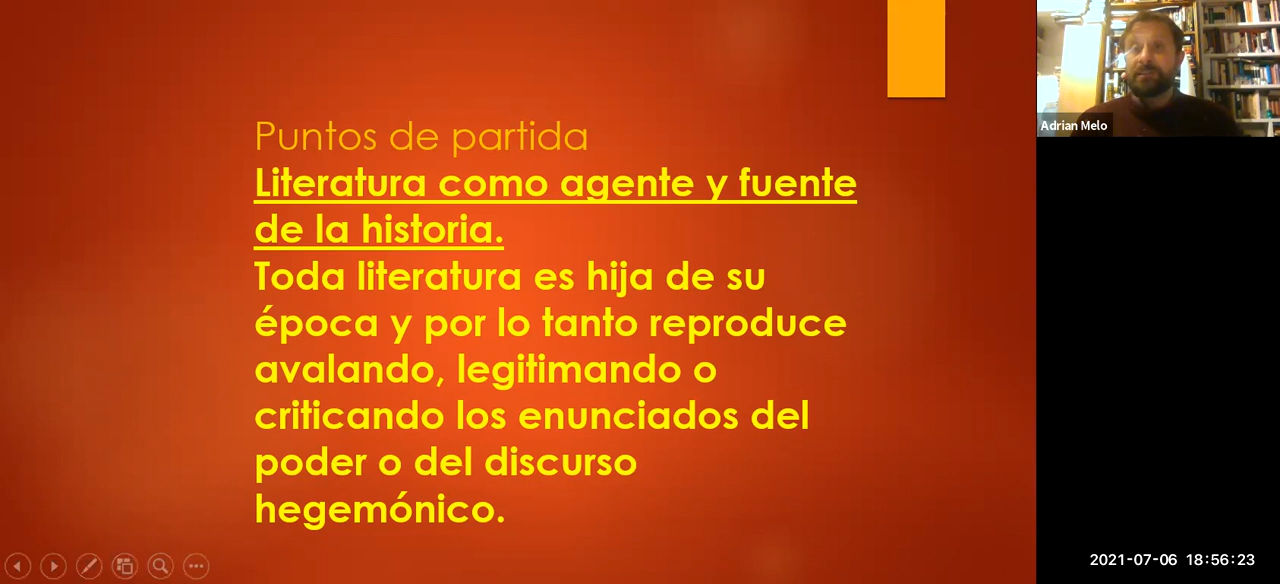 Puntos de partida
Literatura como agente y fuente
de la historia.
Toda literatura es hija de su
época y por lo tanto reproduce
avalando, legitimando o
criticando los enunciados del
poder o del discurso
hegemónico.
Adrian Melo
2021-07-06 18:56:23